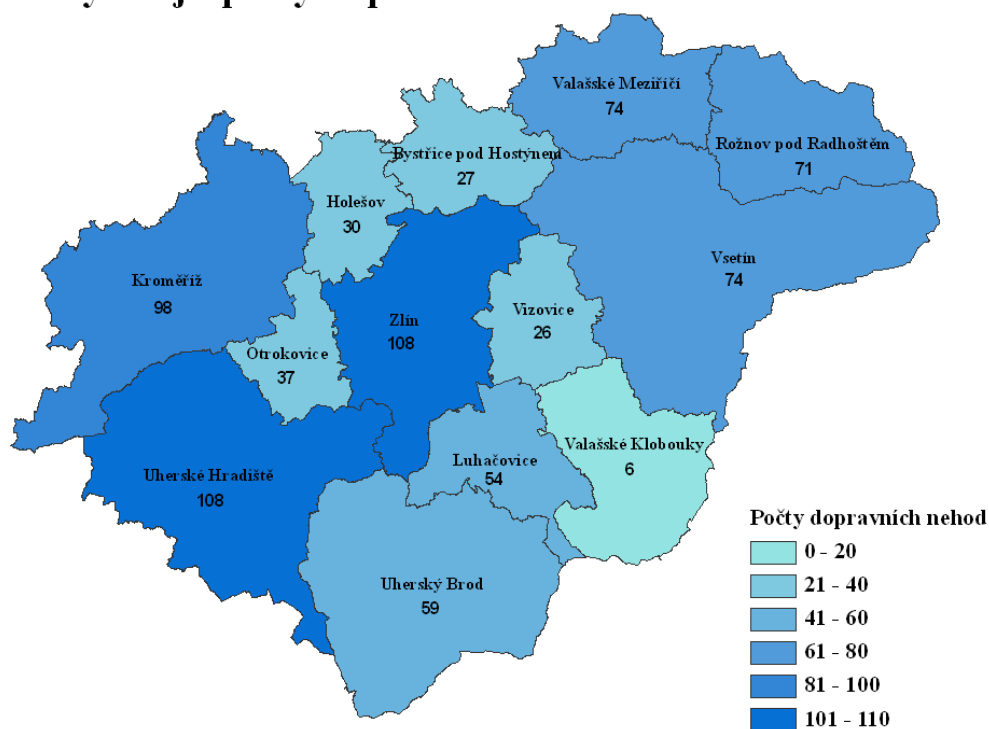 Valašské Meziříčí
74
Rožnov pod Radhoštěm
71
Bystřice pod Hostýnem
27
Holešov
30
Vsetín
74
Kroměříž
98
Vizovice
26
Zlín
108
Otrokovice
37
Valašské Klobouky
6
Luhačovice
54
Uherské Hradiště
108
Uherský Brod
59
Počty dopravních nehod
0 - 20
21 - 40
41 - 60
61 - 80
81 - 100
101 - 110